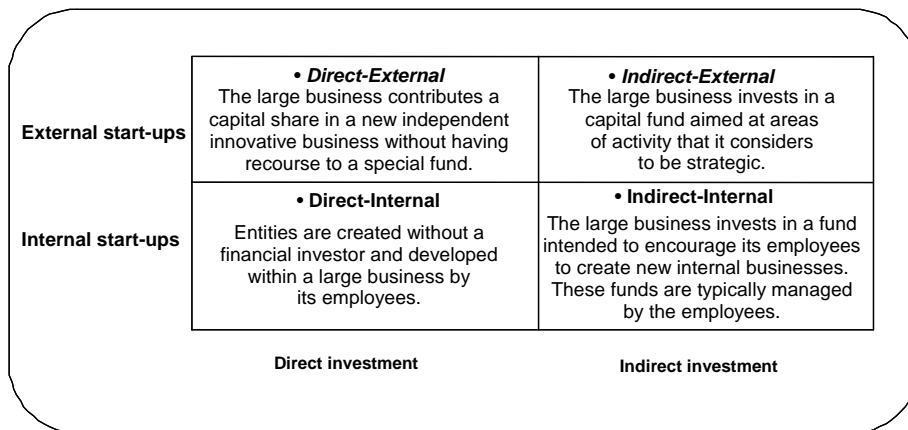 • Direct-External
The large business contributes a
capital share in a new independent
innovative business without having
recourse to a special fund.
• Indirect-External
The large business invests in a
capital fund aimed at areas
of activity that it considers
to be strategic.
External start-ups
• Direct-Internal
Entities are created without a
financial investor and developed
within a large business by
its employees.
• Indirect-Internal
The large business invests in a fund
intended to encourage its employees
to create new internal businesses.
These funds are typically managed
by the employees.
Internal start-ups
Direct investment
Indirect investment